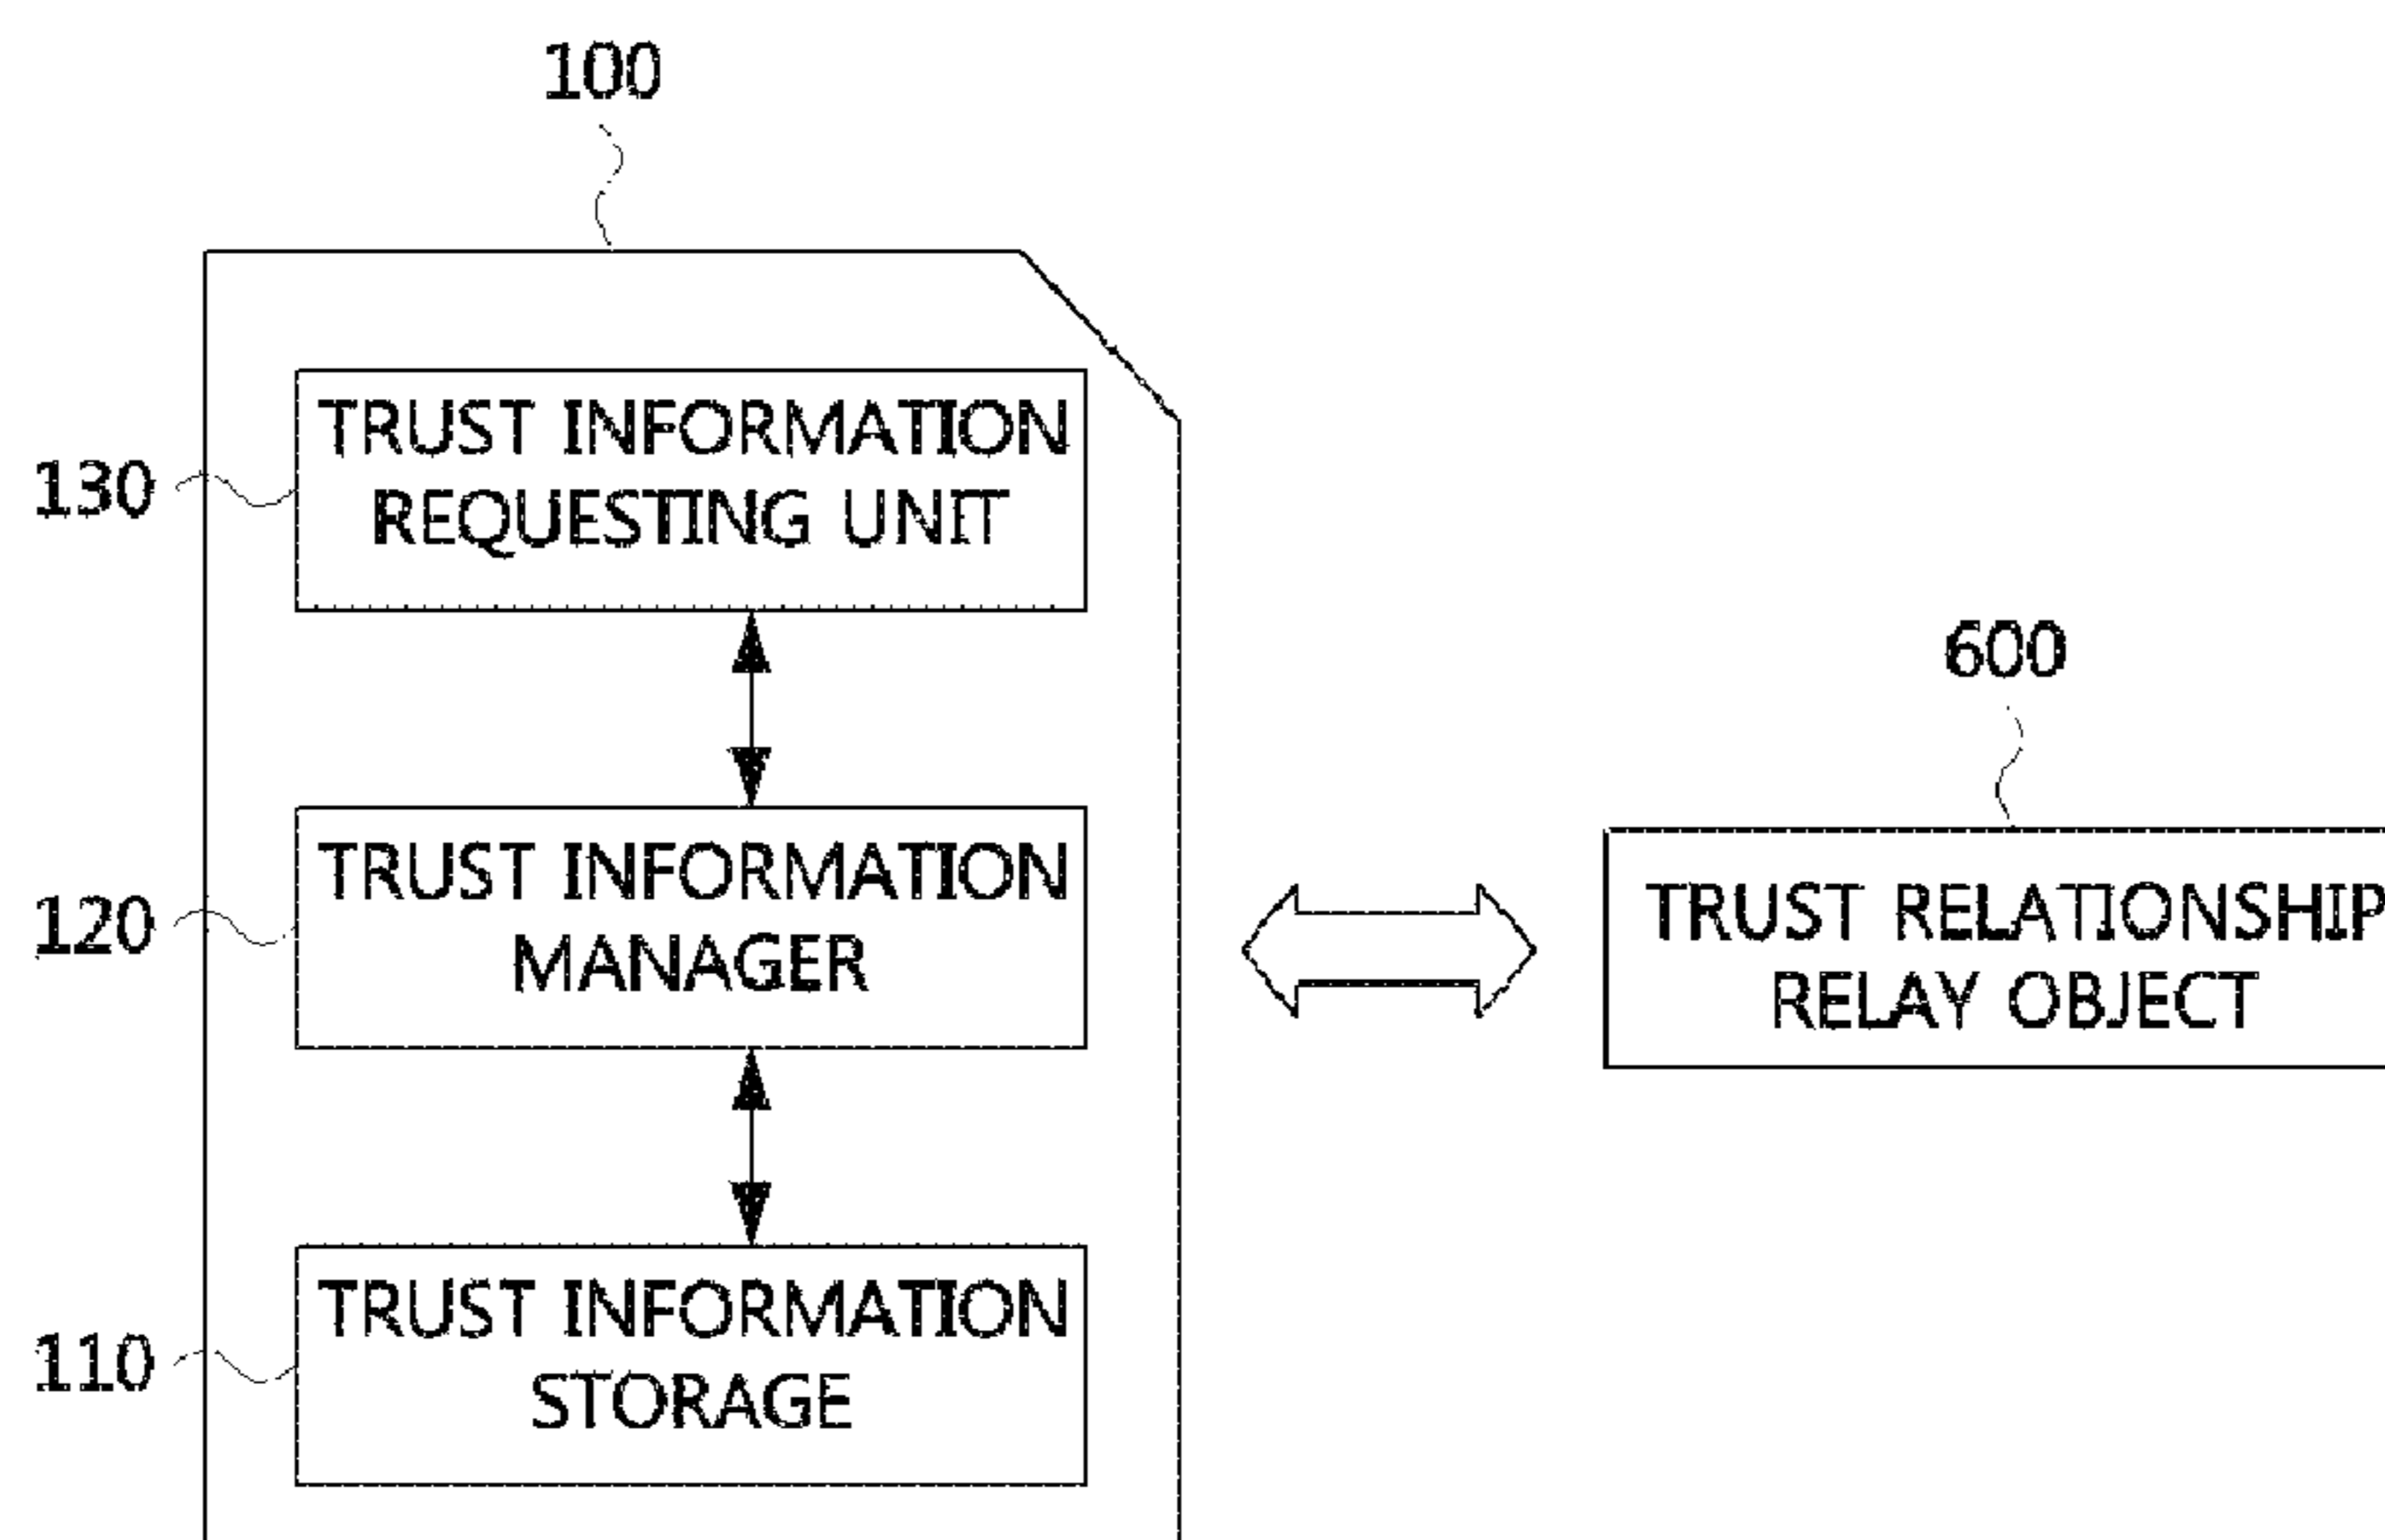 100
130
TRUST INFORMATION
REQUESTING UNIT
600
120
TRUST INFORMATION
MANAGER
TRUST RELATIONSHIP
RELAY OBJECT
110
TRUST INFORMATION
STORAGE